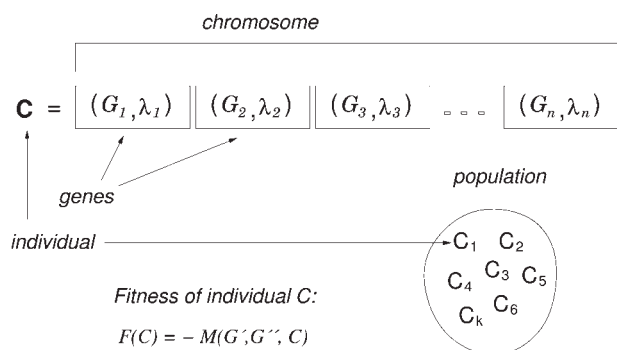 chromosome
C = (G₁,λ₁) (G₂,λ₂) (G₃,λ₃) (Gₙ,λₙ)
genes
population
individual
C₁ C₂
C₄ C₃ C₅
Cₖ C₆
Fitness of individual C:
F(C) = − M(G´,G´´, C)